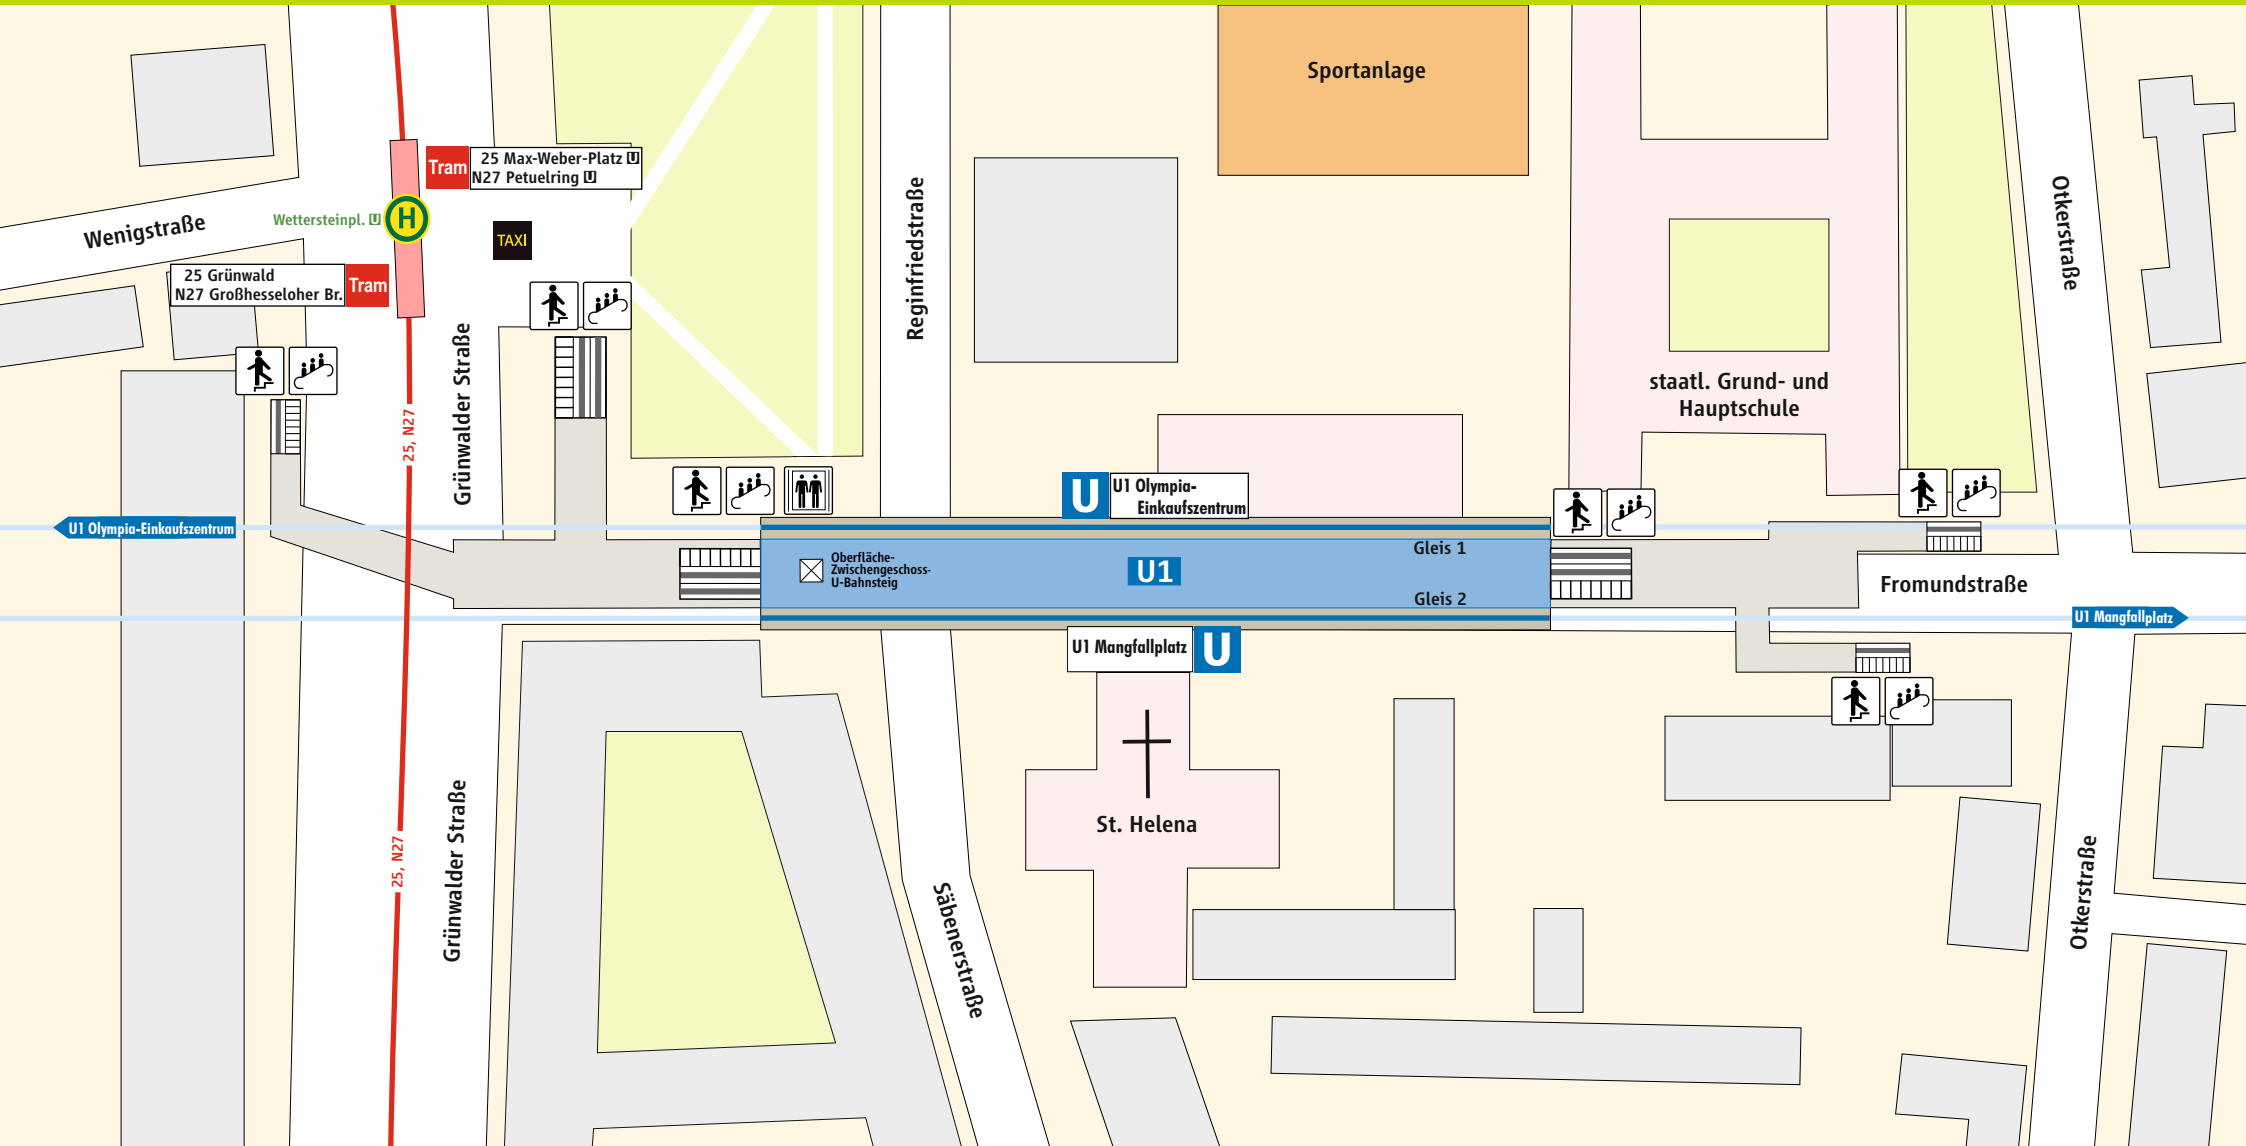 Sportanlage
Tram
25 Max-Weber-Platz U
N27 Petuelring U
Wenigstraße
Wettersteinpl. U
H
TAXI
25 Grünwald
N27 Großhesseloher Br.
Tram
Reginfriedstraße
Otkerstraße
Grünwalder Straße
25, N27
staatl. Grund- und
Hauptschule
U
U1 Olympia-
Einkaufszentrum
U1 Olympia-Einkaufszentrum
Gleis 1
Oberfläche-
Zwischengeschoss-
U-Bahnsteig
U1
Gleis 2
Fromundstraße
U1 Mangfallplatz
U1 Mangfallplatz
U
St. Helena
Grünwalder Straße
25, N27
Säbenerstraße
Otkerstraße